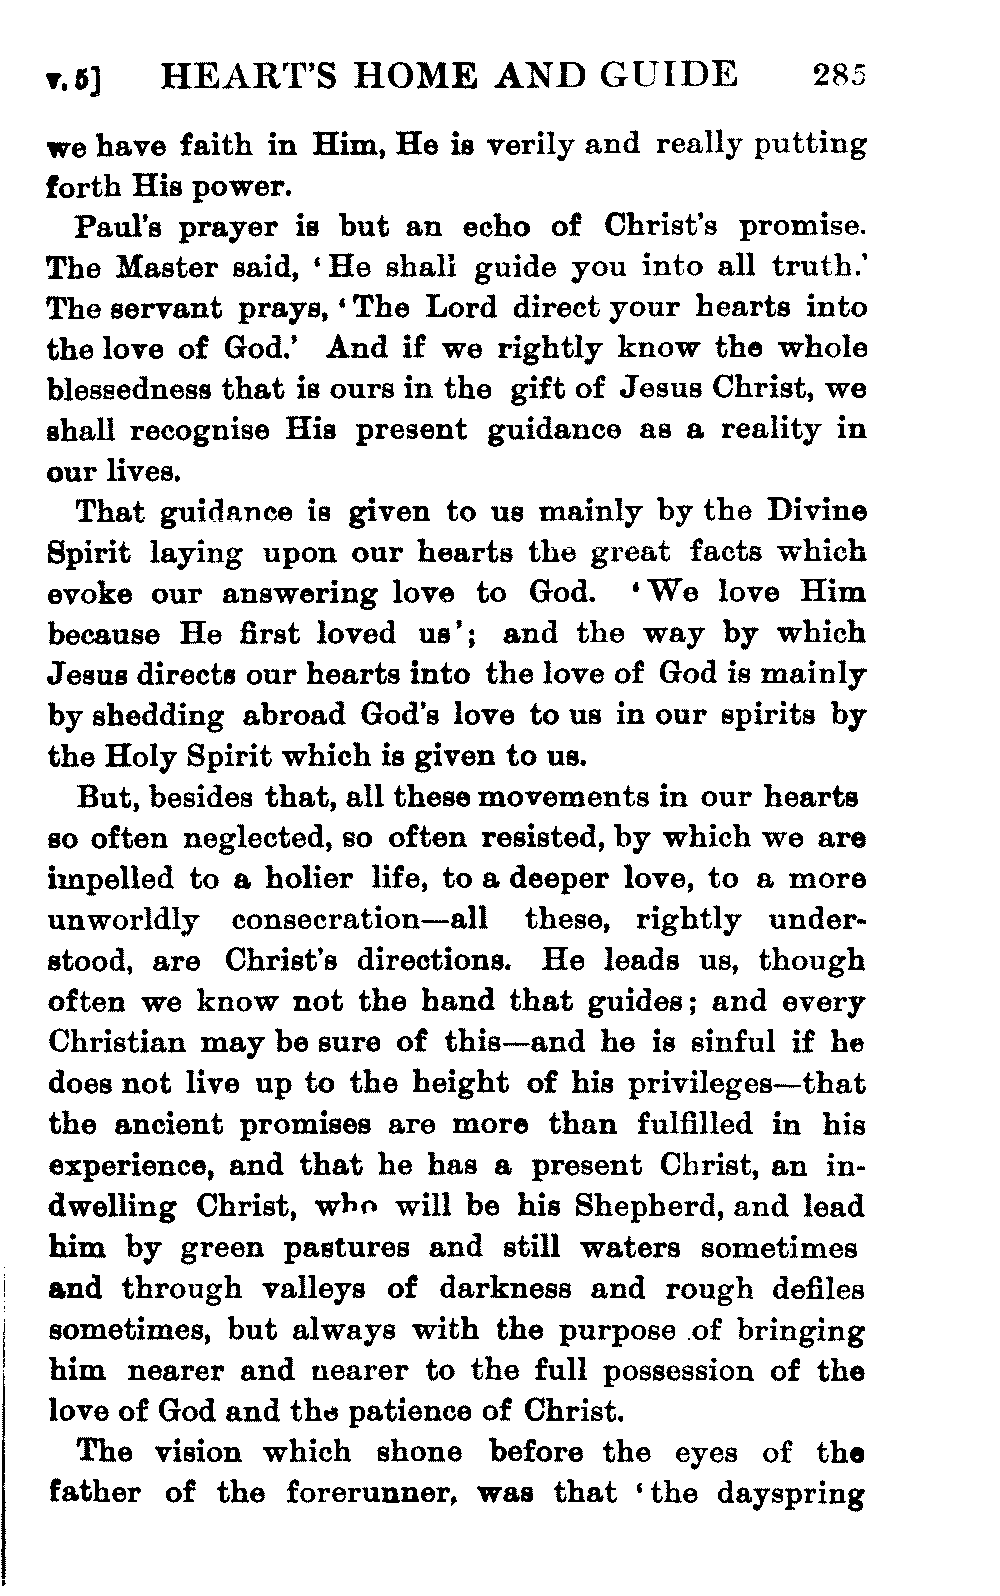 v. 5] HEART'S HOME AND GUIDE 285
we have faith in Him, He is verily and really putting
forth His power.
Paul's prayer is but an echo of Christ's promise.
The Master said, ‘He shall guide you into all truth.’
The servant prays, ‘The Lord direct your hearts into
the love of God.’ And if we rightly know the whole
blessedness that is ours in the gift of Jesus Christ, we
shall recognise His present guidance as a reality in
our lives.
That guidance is given to us mainly by the Divine
Spirit laying upon our hearts the great facts which
evoke our answering love to God. ‘We love Him
because He first loved us’; and the way by which
Jesus directs our hearts into the love of God is mainly
by shedding abroad God's love to us in our spirits by
the Holy Spirit which is given to us.
But, besides that, all these movements in our hearts
so often neglected, so often resisted, by which we are
impelled to a holier life, to a deeper love, to a more
unworldly consecration—all these, rightly under-
stood, are Christ's directions. He leads us, though
often we know not the hand that guides; and every
Christian may be sure of this—and he is sinful if he
does not live up to the height of his privileges—that
the ancient promises are more than fulfilled in his
experience, and that he has a present Christ, an in-
dwelling Christ, who will be his Shepherd, and lead
him by green pastures and still waters sometimes
and through valleys of darkness and rough defiles
sometimes, but always with the purpose of bringing
him nearer and nearer to the full possession of the
love of God and the patience of Christ.
The vision which shone before the eyes of the
father of the forerunner, was that ‘the dayspring